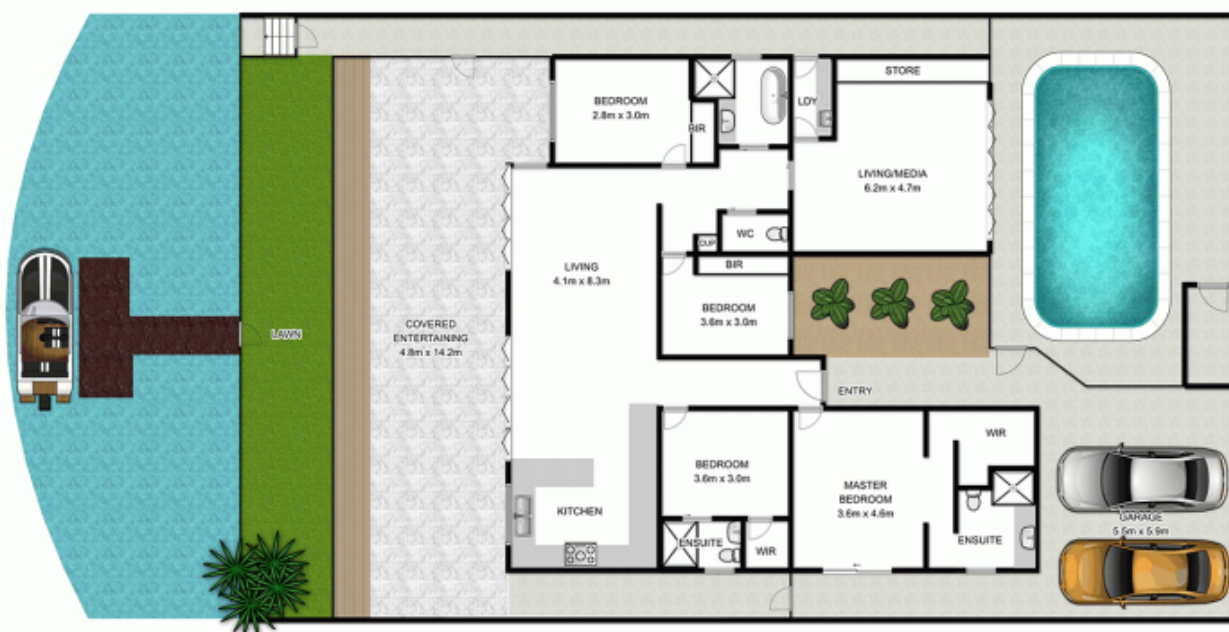 STORE
BEDROOM
2.8m x 3.0m
LDY
BIR
LIVING/MEDIA
6.2m x 4.7m
WC
CUP
BIR
LIVING
4.1m x 8.3m
BEDROOM
3.6m x 3.0m
COVERED
ENTERTAINING
4.8m x 14.2m
LAWN
ENTRY
WIR
BEDROOM
3.6m x 3.0m
MASTER
BEDROOM
3.6m x 4.6m
KITCHEN
GARAGE
5.5m x 5.9m
ENSUITE
ENSUITE
WIR